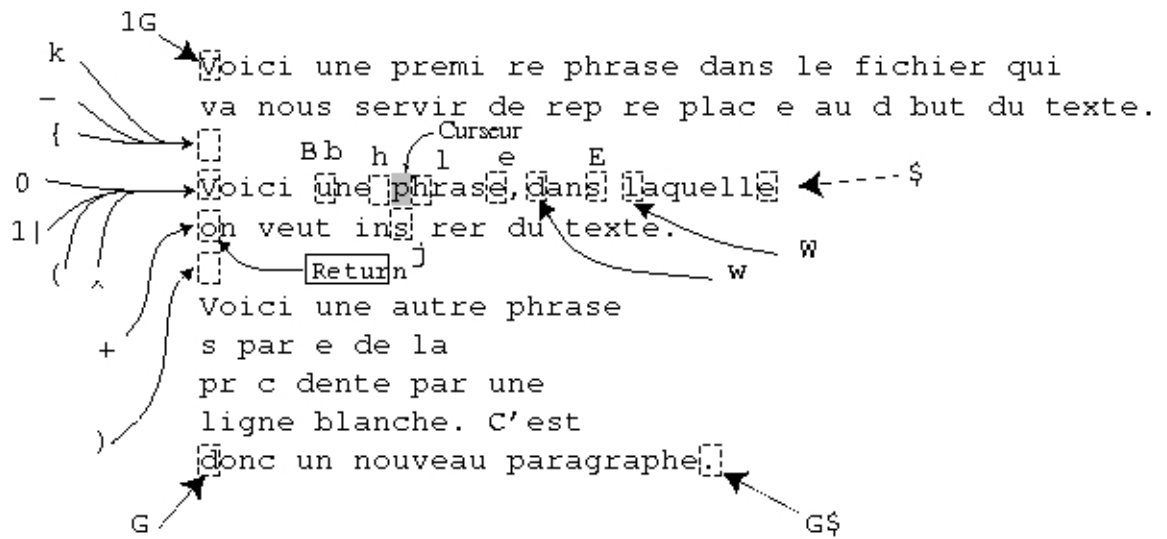 1G
k
Voici une premi re phrase dans le fichier qui
–
va nous servir de rep re plac e au d but du texte.
{
Curseur
B b h l e E
0
Voici une phrase, dans laquelle
$
1|
on veut ins rer du texte.
W
( ^
Return
j
w
Voici une autre phrase
+
s par e de la
pr c dente par une
ligne blanche. C'est
)
donc un nouveau paragraphe.
G
G$